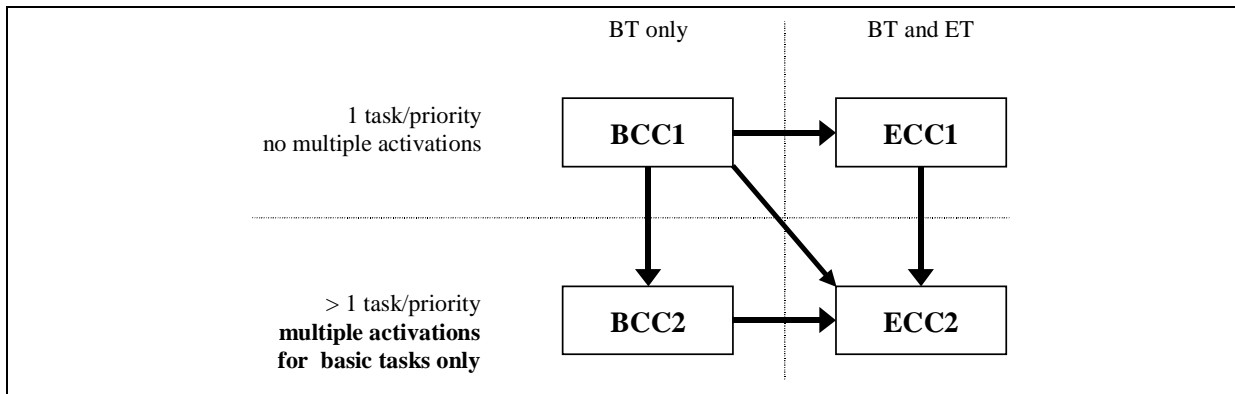 BT only
BT and ET
1 task/priority
no multiple activations
BCC1
ECC1
> 1 task/priority
multiple activations
for basic tasks only
BCC2
ECC2